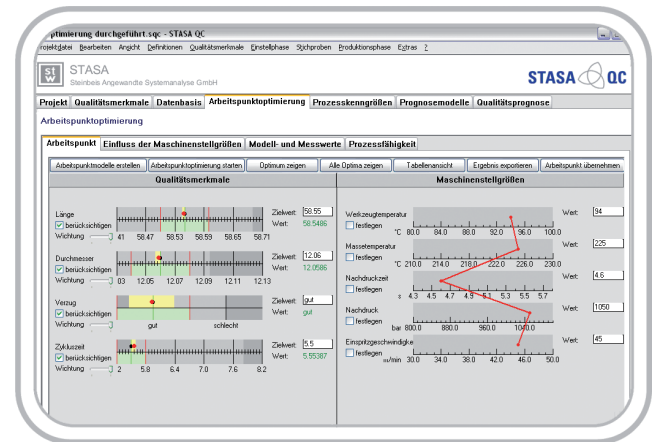 ptimierung durchgeführt.sqc - STASA QC
rojektdatei Bearbeiten Ansicht Definitionen Qualitätsmerkmale Einstellphase Stichproben Produktionsphase Extras ?
st w STASA
Steinbeis Angewandte Systemanalyse GmbH
STASA QC
Projekt Qualitätsmerkmale Datenbasis Arbeitspunktoptimierung Prozesskenngrößen Prognosemodelle Qualitätsprognose
Arbeitspunktoptimierung
Arbeitspunkt Einfluss der Maschinenstellgrößen Modell- und Messwerte Prozessfähigkeit
Arbeitspunktmodelle erstellen Arbeitspunktoptimierung starten Optimum zeigen Alle Optima zeigen Tabellenansicht Ergebnis exportieren Arbeitspunkt übernehmen
Qualitätsmerkmale
Länge Zielwert: 58.55
berücksichtigen Wert: 58.5486
Wichtung 41 58.47 58.53 58.59 58.65 58.71
Durchmesser Zielwert: 12.06
berücksichtigen Wert: 12.0586
Wichtung 03 12.05 12.07 12.09 12.11 12.13
Verzug Zielwert: gut
berücksichtigen Wert: gut
Wichtung gut schlecht
Zykluszeit Zielwert: 5.5
berücksichtigen Wert: 5.55387
Wichtung 2 5.8 6.4 7.0 7.6 8.2
Maschinenstellgrößen
Werkzeugtemperatur Wert: 94
festlegen
°C 80.0 84.0 88.0 92.0 96.0 100.0
Massetemperatur Wert: 225
festlegen
°C 210.0 214.0 218.0 222.0 226.0 230.0
Nachdruckzeit Wert: 4.6
festlegen
s 4.3 4.5 4.7 4.9 5.1 5.3 5.5 5.7
Nachdruck Wert: 1050
festlegen
bar 800.0 880.0 960.0 1040.0
Einspritzgeschwindigke Wert: 45
festlegen
m/min 30.0 34.0 38.0 42.0 46.0 50.0